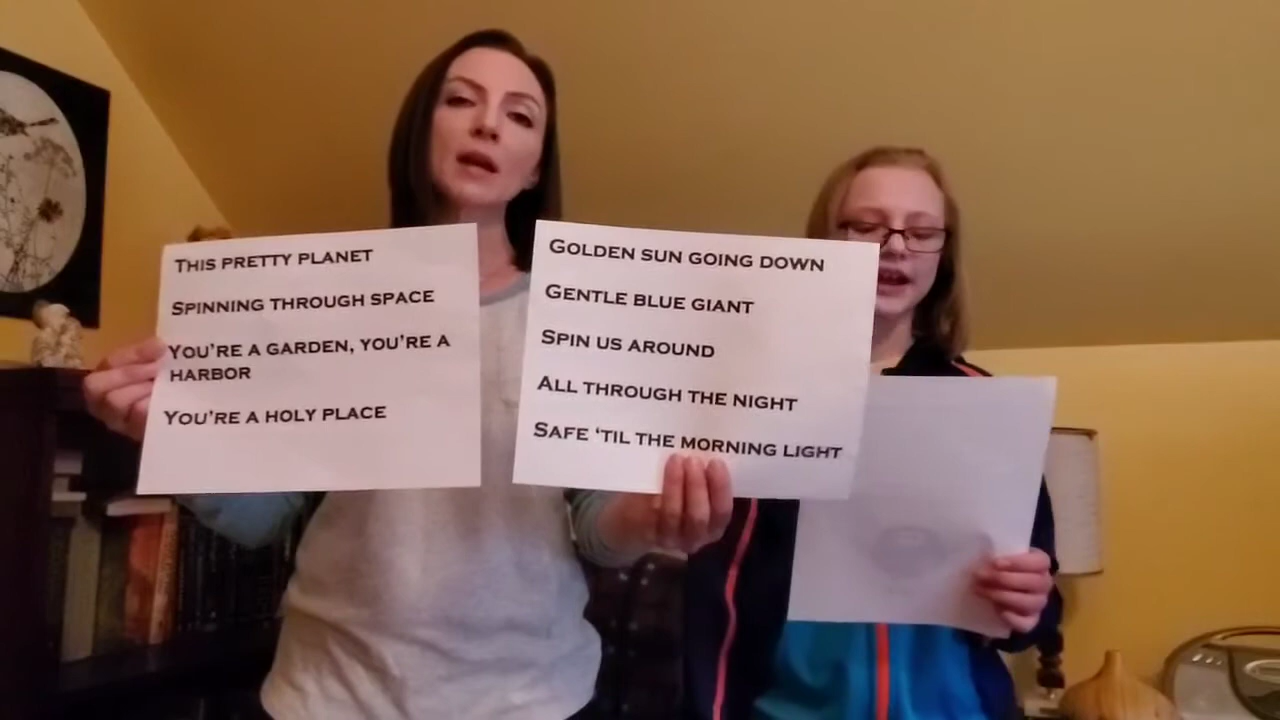 THIS PRETTY PLANET
SPINNING THROUGH SPACE
YOU'RE A GARDEN, YOU'RE A
HARBOR
YOU'RE A HOLY PLACE
GOLDEN SUN GOING DOWN
GENTLE BLUE GIANT
SPIN US AROUND
ALL THROUGH THE NIGHT
SAFE 'TIL THE MORNING LIGHT